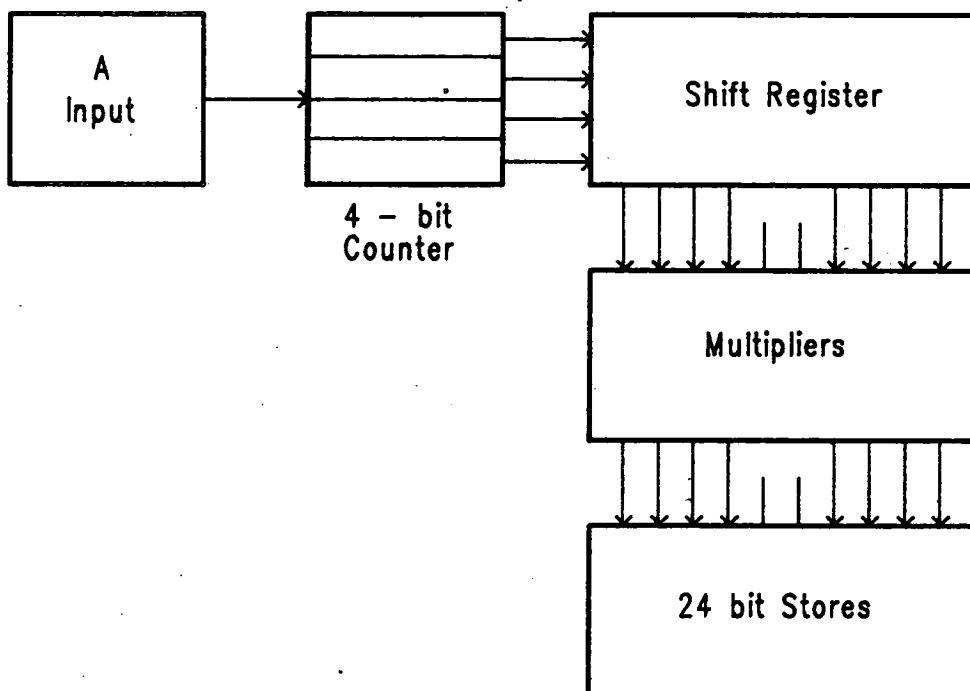 A
Input
4 - bit
Counter
Shift Register
Multipliers
24 bit Stores